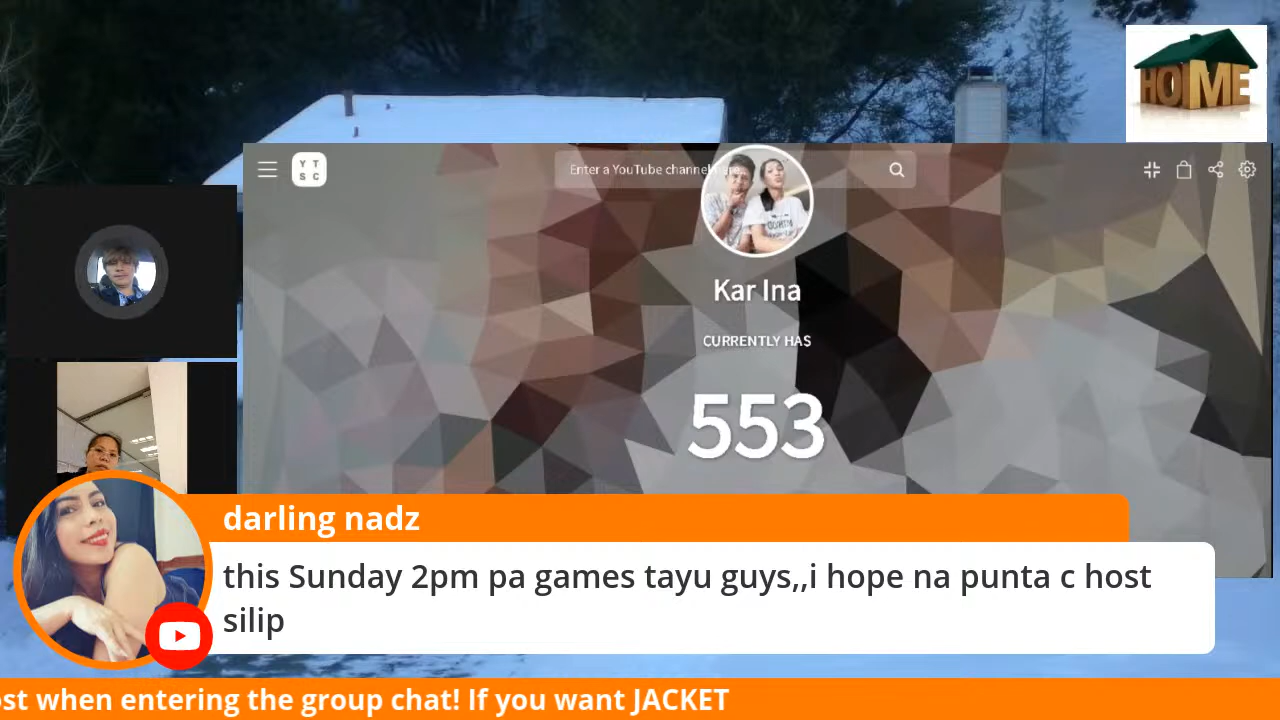 HOME
Y T
S C
Enter a YouTube channel
Kar Ina
CURRENTLY HAS
553
darling nadz
this Sunday 2pm pa games tayu guys,,i hope na punta c host
silip
st when entering the group chat! If you want JACKET